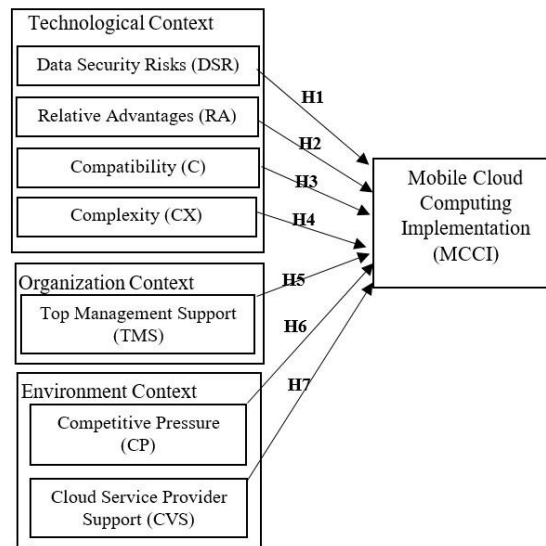 Technological Context
Data Security Risks (DSR)
Relative Advantages (RA)
Compatibility (C)
Complexity (CX)
H1
H2
H3
H4
Organization Context
Top Management Support
(TMS)
H5
Environment Context
Competitive Pressure
(CP)
Cloud Service Provider
Support (CVS)
H6
H7
Mobile Cloud
Computing
Implementation
(MCCI)